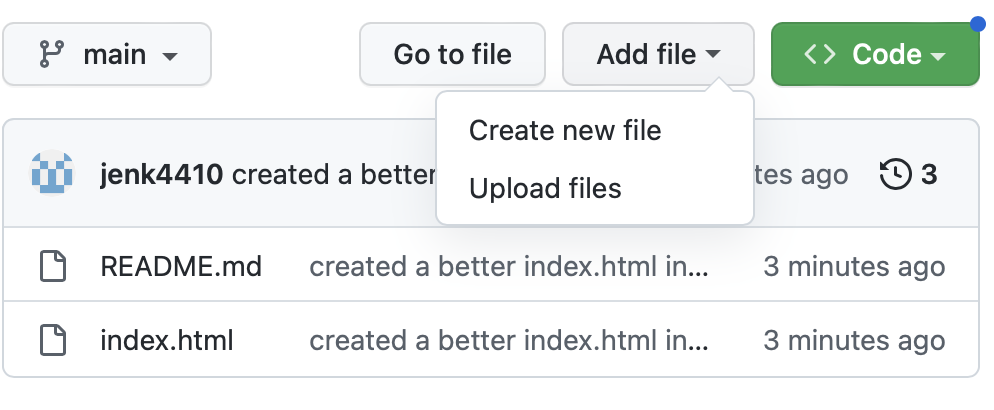 main
Go to file
Add file
Code
Create new file
Upload files
jenk4410 created a better
tes ago
3
README.md created a better index.html in... 3 minutes ago
index.html created a better index.html in... 3 minutes ago